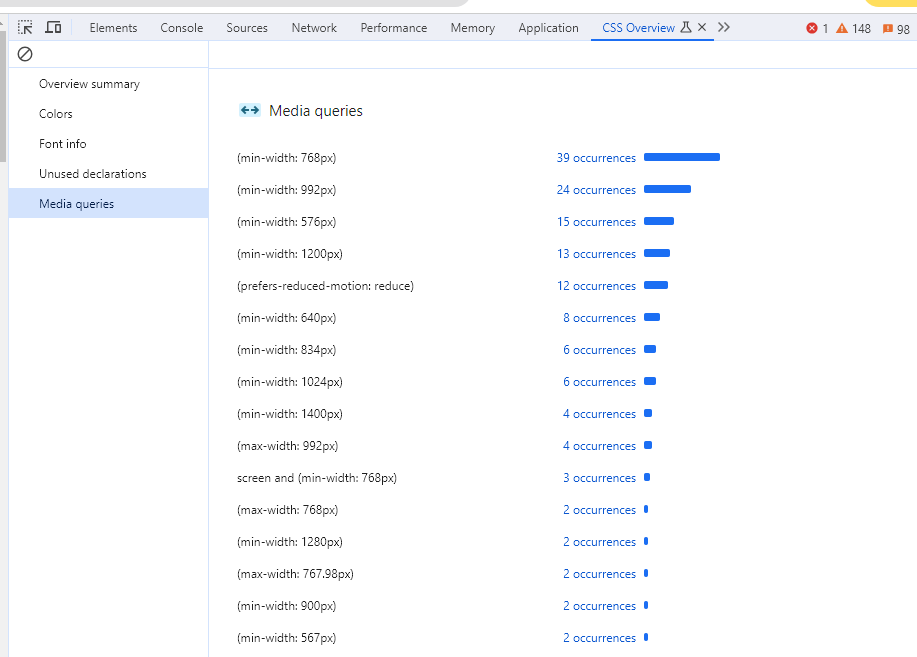 Elements Console Sources Network Performance Memory Application CSS Overview 1 148 98
Overview summary
Colors
Font info
Unused declarations
Media queries
Media queries
(min-width: 768px) 39 occurrences
(min-width: 992px) 24 occurrences
(min-width: 576px) 15 occurrences
(min-width: 1200px) 13 occurrences
(prefers-reduced-motion: reduce) 12 occurrences
(min-width: 640px) 8 occurrences
(min-width: 834px) 6 occurrences
(min-width: 1024px) 6 occurrences
(min-width: 1400px) 4 occurrences
(max-width: 992px) 4 occurrences
screen and (min-width: 768px) 3 occurrences
(max-width: 768px) 2 occurrences
(min-width: 1280px) 2 occurrences
(max-width: 767.98px) 2 occurrences
(min-width: 900px) 2 occurrences
(min-width: 567px) 2 occurrences